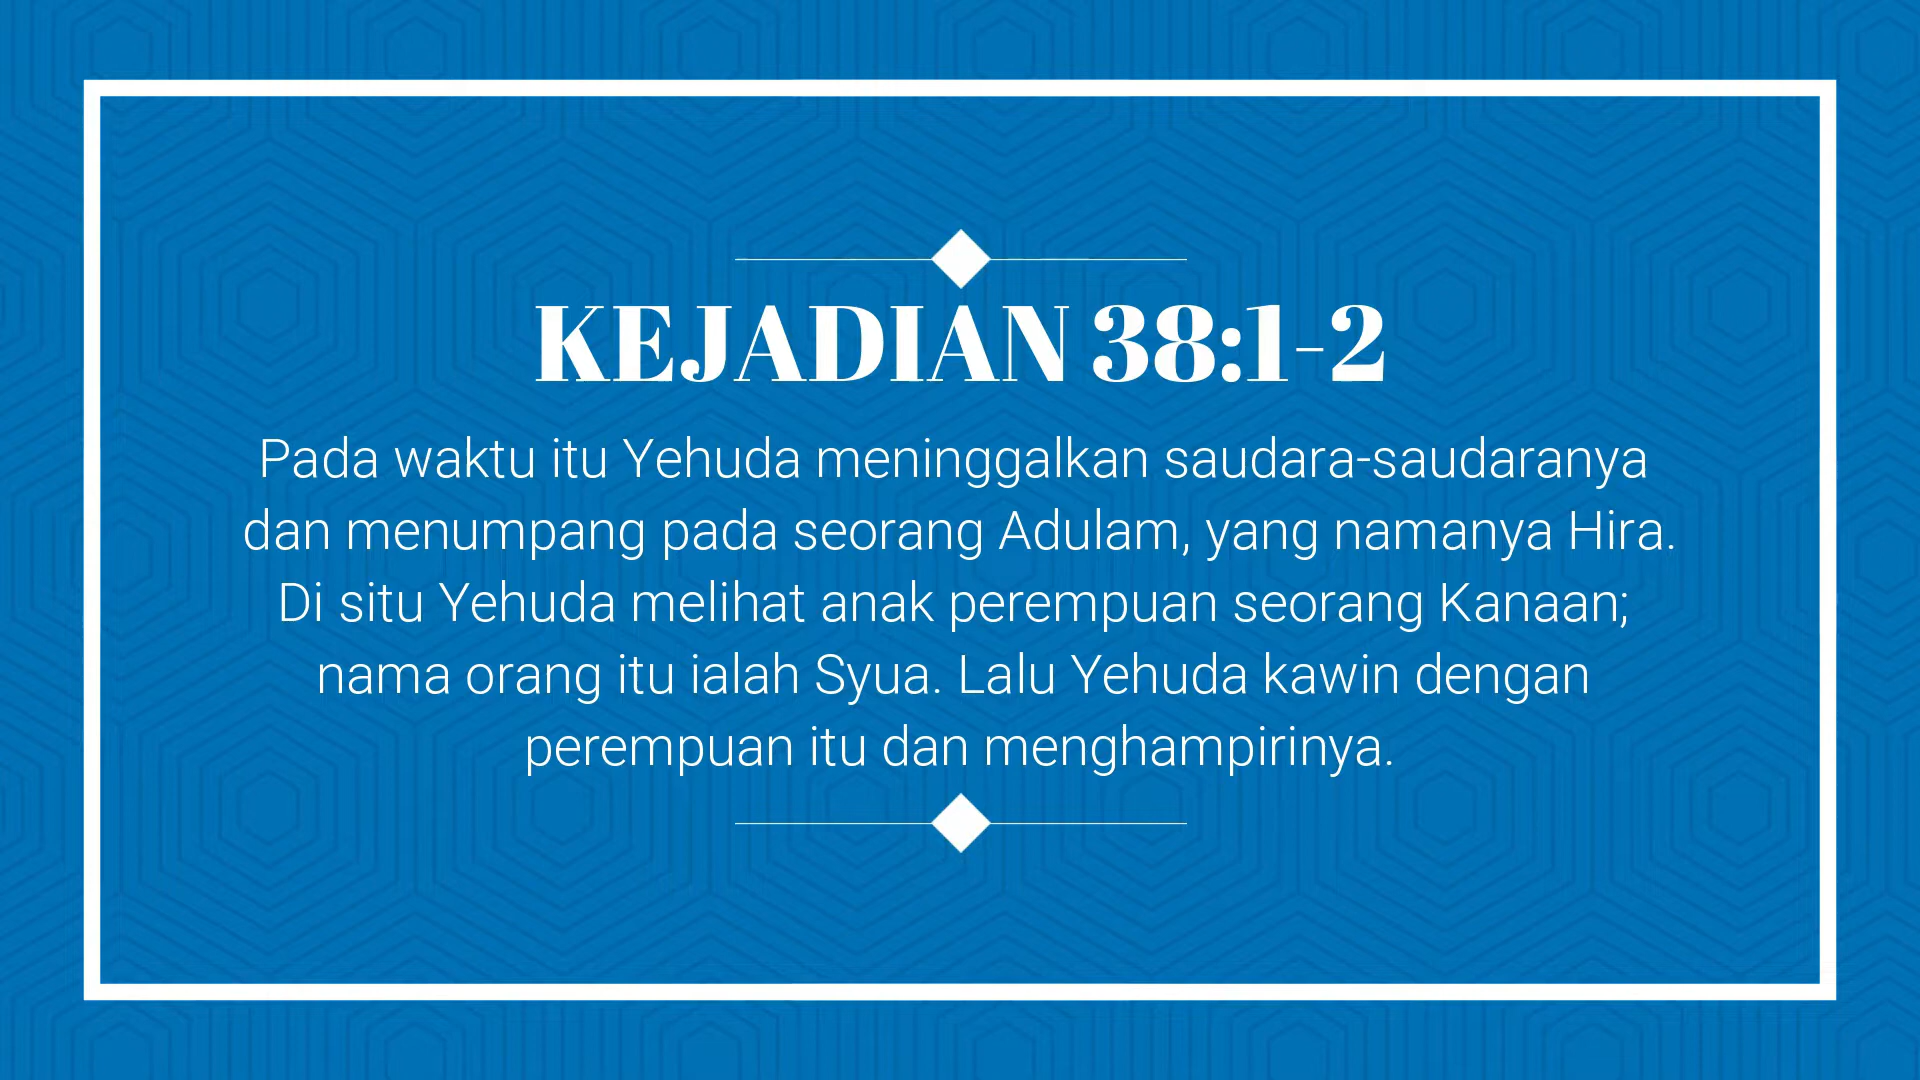 KEJADIAN 38:1-2
Pada waktu itu Yehuda meninggalkan saudara-saudaranya
dan menumpang pada seorang Adulam, yang namanya Hira.
Di situ Yehuda melihat anak perempuan seorang Kanaan;
nama orang itu ialah Syua. Lalu Yehuda kawin dengan
perempuan itu dan menghampirinya.